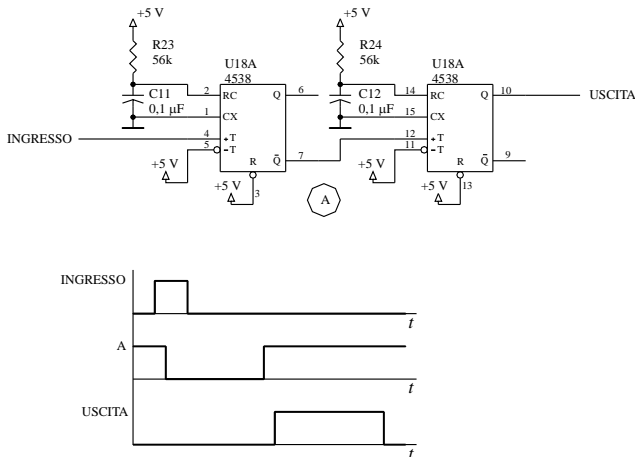 +5 V
+5 V
R23
56k
R24
56k
U18A
4538
U18A
4538
C11
0,1 µF
C12
0,1 µF
2
RC
Q
6
14
RC
Q
10
USCITA
1
CX
15
CX
INGRESSO
4
+T
12
+T
5
-T
11
-T
Q
7
Q
9
+5 V
R
+5 V
R
+5 V
3
+5 V
13
A
INGRESSO
t
A
t
USCITA
t